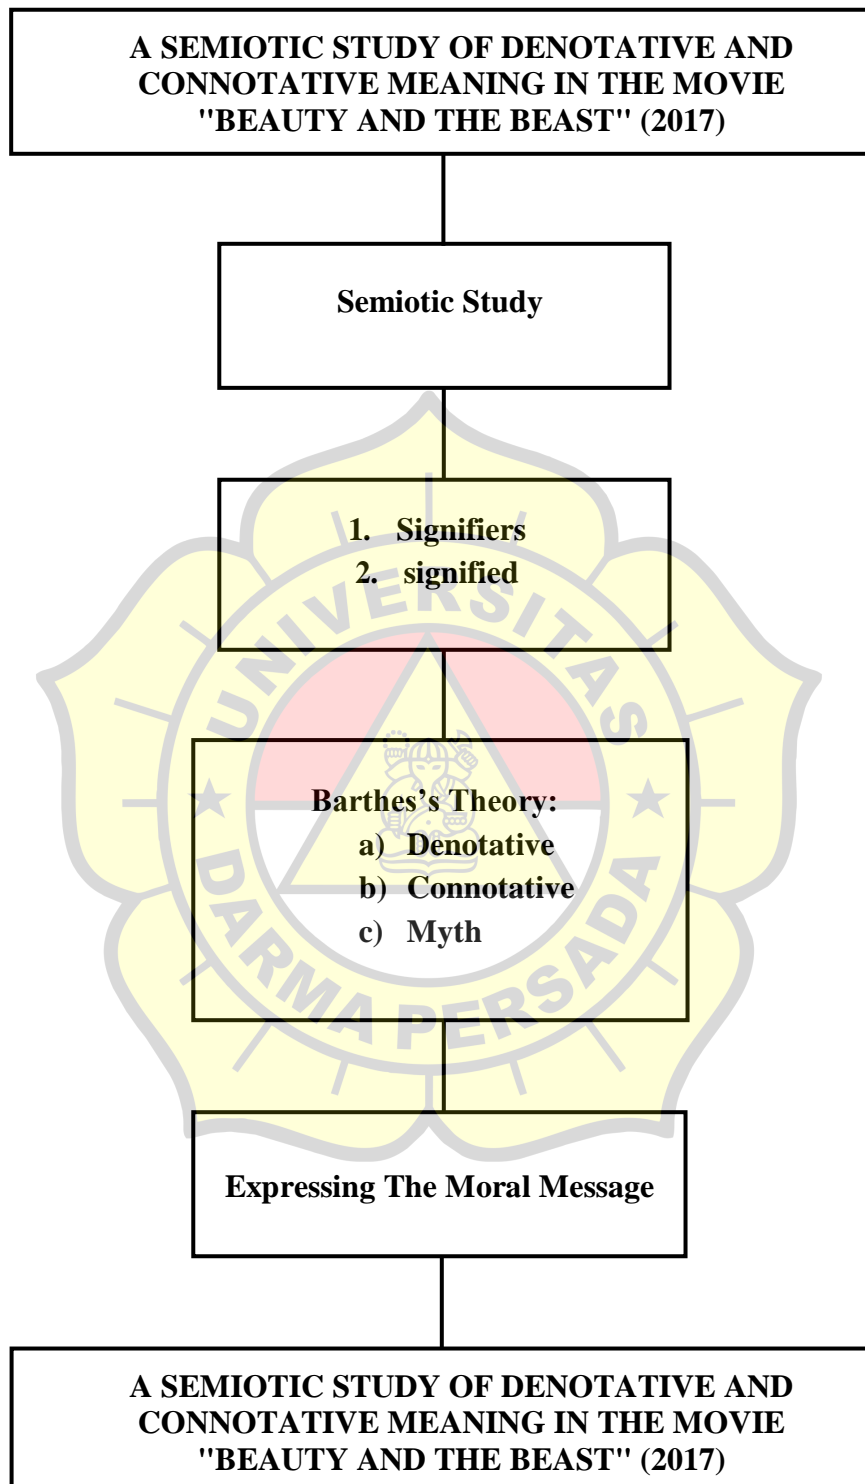 A SEMIOTIC STUDY OF DENOTATIVE AND
CONNOTATIVE MEANING IN THE MOVIE
"BEAUTY AND THE BEAST" (2017)
Semiotic Study
1. Signifiers
2. signified
UNIVERSITAS
Barthes’s Theory:
a) Denotative
b) Connotative
c) Myth
DARMA PERSADA
Expressing The Moral Message
A SEMIOTIC STUDY OF DENOTATIVE AND
CONNOTATIVE MEANING IN THE MOVIE
"BEAUTY AND THE BEAST" (2017)